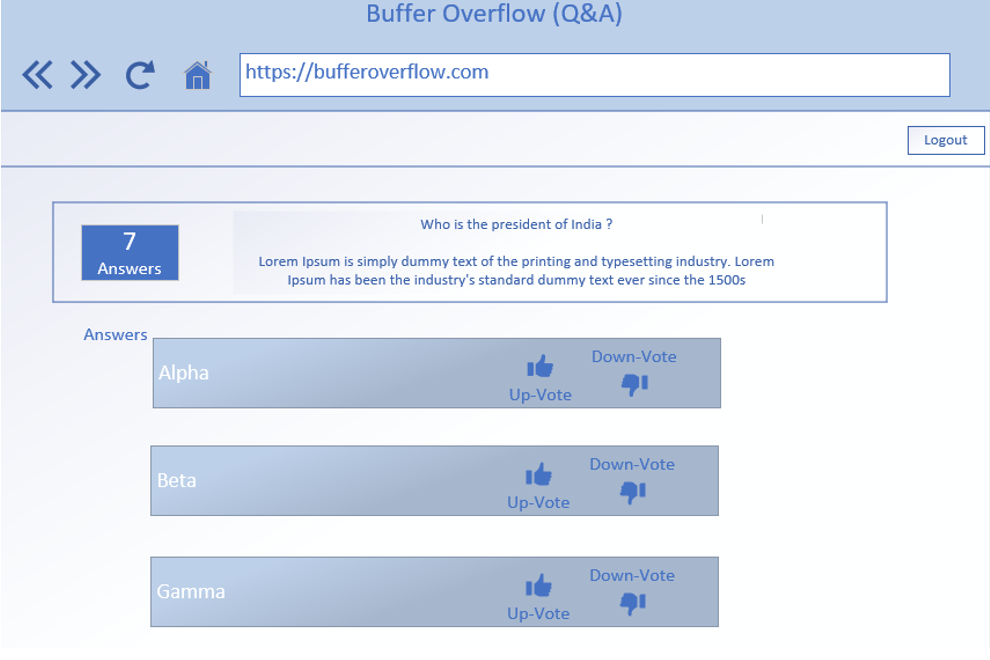 Buffer Overflow (Q&A)
https://bufferoverflow.com
Logout
7
Answers
Who is the president of India ?
Lorem Ipsum is simply dummy text of the printing and typesetting industry. Lorem
Ipsum has been the industry's standard dummy text ever since the 1500s
Answers
Alpha
Up-Vote
Down-Vote
Beta
Up-Vote
Down-Vote
Gamma
Up-Vote
Down-Vote